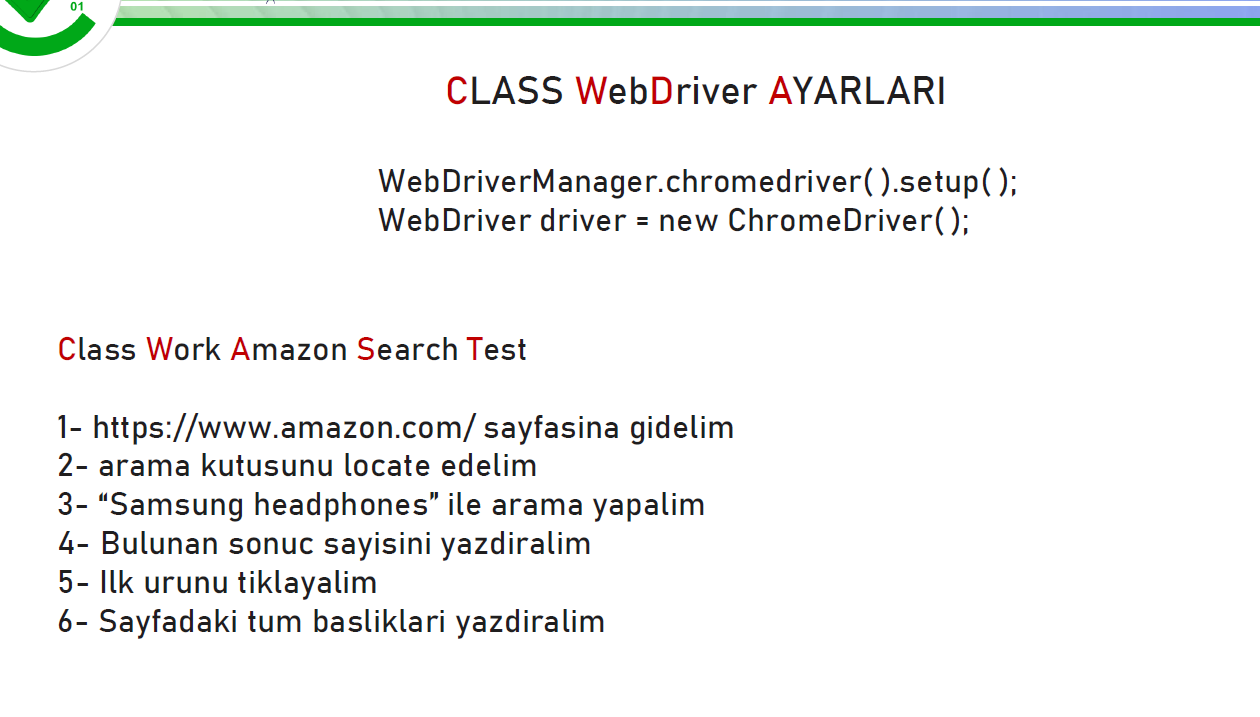 01
CLASS WebDriver AYARLARI
WebDriverManager.chromedriver( ).setup( );
WebDriver driver = new ChromeDriver( );
Class Work Amazon Search Test
1- https://www.amazon.com/ sayfasina gidelim
2- arama kutusunu locate edelim
3- “Samsung headphones” ile arama yapalim
4- Bulunan sonuc sayisini yazdiralim
5- Ilk urunu tiklayalim
6- Sayfadaki tum basliklari yazdiralim